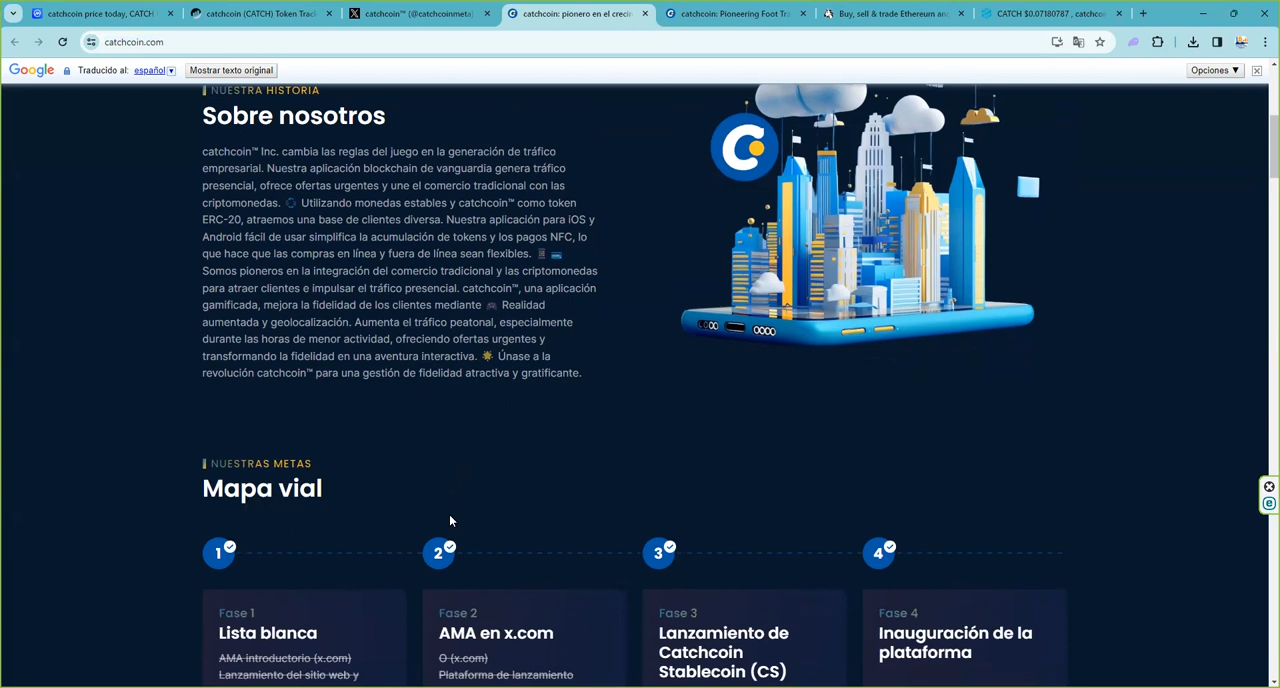 catchcoin price today, CATCH
catchcoin (CATCH) Token Trac
catchcoin™ (@catchcoinmeta)
catchcoin: pionero en el creci
catchcoin: Pioneering Foot Tr
Buy, sell & trade Ethereum an
CATCH $0.07180787 , catchco
catchcoin.com
Google Traducido al: español Mostrar texto original Opciones ▼
NUESTRA HISTORIA
Sobre nosotros
catchcoin™ Inc. cambia las reglas del juego en la generación de tráfico
empresarial. Nuestra aplicación blockchain de vanguardia genera tráfico
presencial, ofrece ofertas urgentes y une el comercio tradicional con las
criptomonedas. Utilizando monedas estables y catchcoin™ como token
ERC-20, atraemos una base de clientes diversa. Nuestra aplicación para iOS y
Android fácil de usar simplifica la acumulación de tokens y los pagos NFC, lo
que hace que las compras en línea y fuera de línea sean flexibles.
Somos pioneros en la integración del comercio tradicional y las criptomonedas
para atraer clientes e impulsar el tráfico presencial. catchcoin™, una aplicación
gamificada, mejora la fidelidad de los clientes mediante Realidad
aumentada y geolocalización. Aumenta el tráfico peatonal, especialmente
durante las horas de menor actividad, ofreciendo ofertas urgentes y
transformando la fidelidad en una aventura interactiva. Únase a la
revolución catchcoin™ para una gestión de fidelidad atractiva y gratificante.
NUESTRAS METAS
Mapa vial
1
2
3
4
Fase 1
Lista blanca
AMA introductorio (x.com)
Lanzamiento del sitio web y
Fase 2
AMA en x.com
O (x.com)
Plataforma de lanzamiento
Fase 3
Lanzamiento de
Catchcoin
Stablecoin (CS)
Fase 4
Inauguración de la
plataforma